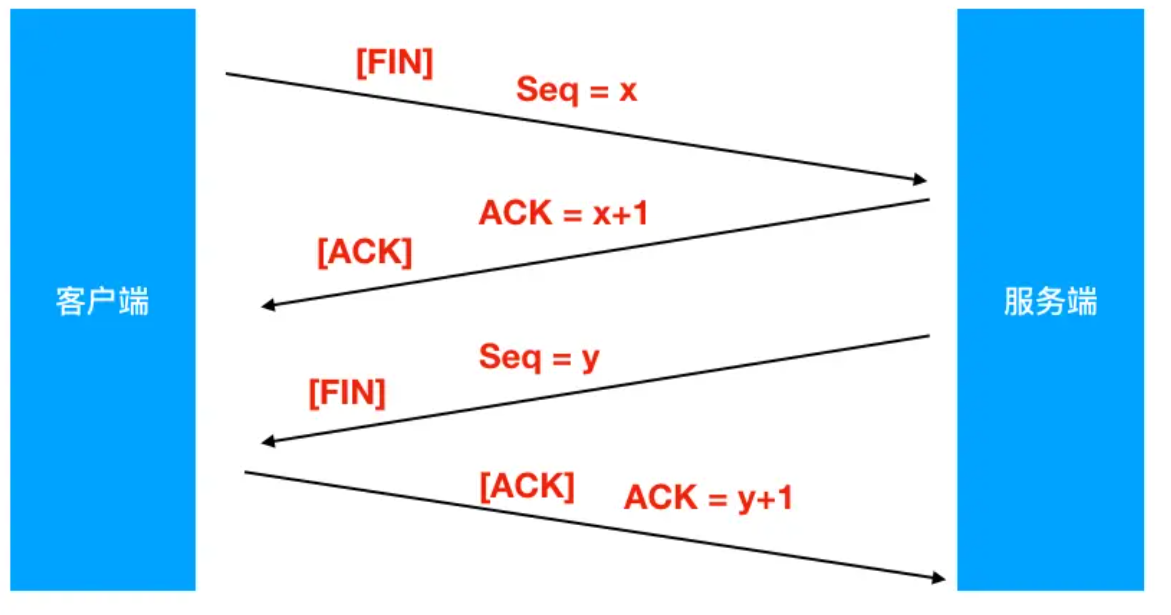 [FIN]
Seq = x
ACK = x+1
[ACK]
客户端
服务端
Seq = y
[FIN]
[ACK]
ACK = y+1